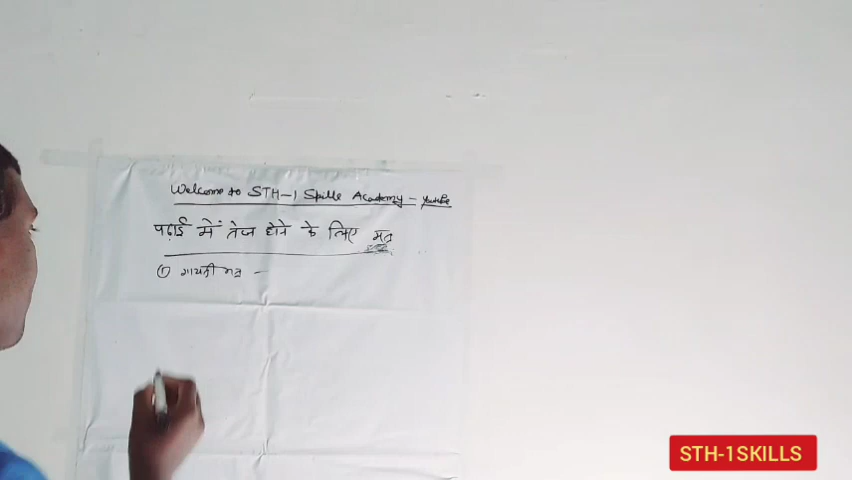 Welcome to STH-1 Skills Academy - Youtube
पढ़ाई में तेज होने के लिए मंत्र
① गायत्री मंत्र -
STH-1SKILLS